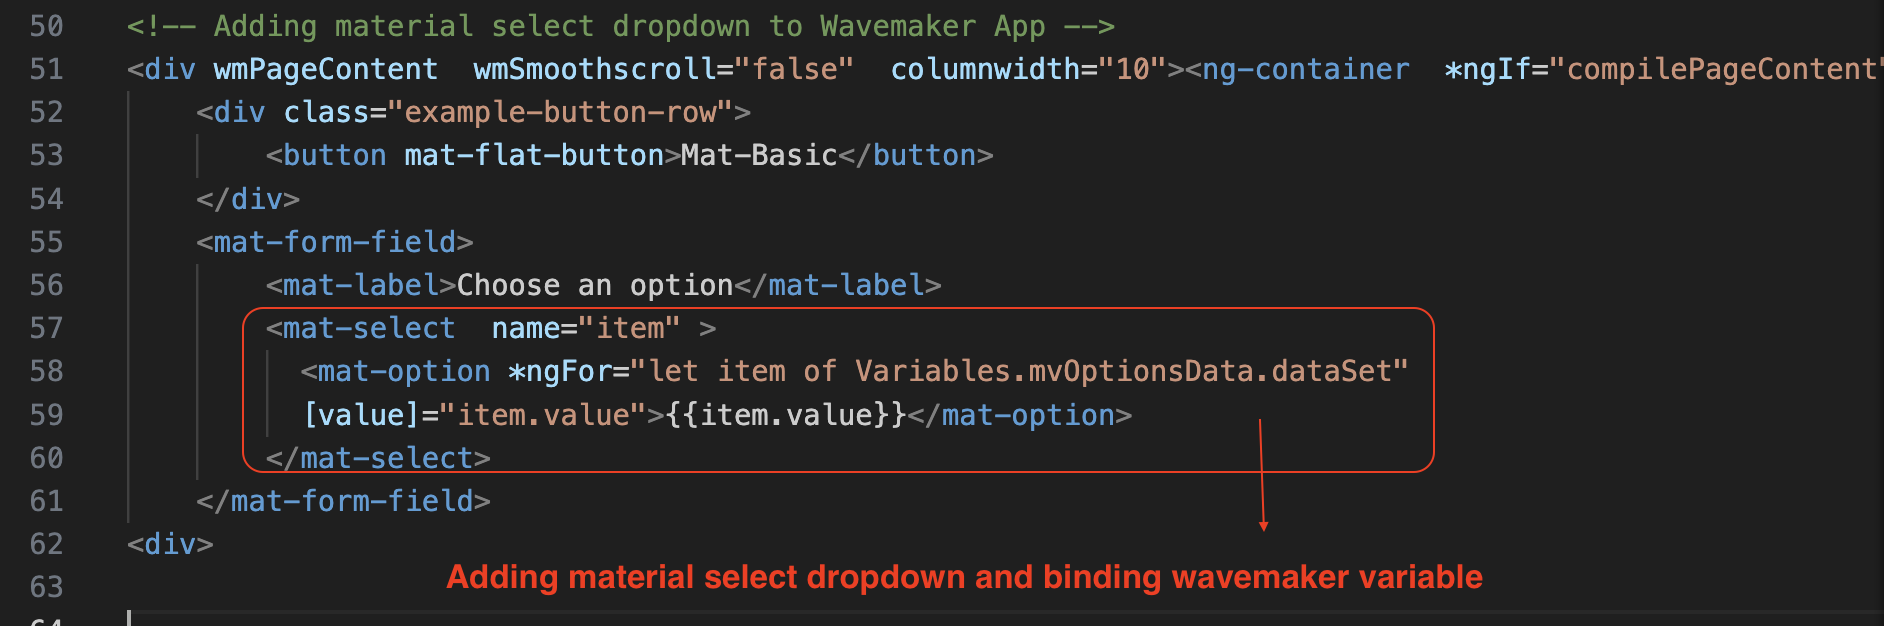 50 <!-- Adding material select dropdown to Wavemaker App -->
51 <div wmPageContent  wmSmoothscroll="false"  columnwidth="10"><ng-container  *ngIf="compilePageContent"
52     <div class="example-button-row">
53         <button mat-flat-button>Mat-Basic</button>
54     </div>
55     <mat-form-field>
56         <mat-label>Choose an option</mat-label>
57         <mat-select  name="item" >
58           <mat-option *ngFor="let item of Variables.mvOptionsData.dataSet"
59           [value]="item.value">{{item.value}}</mat-option>
60         </mat-select>
61     </mat-form-field>
62 <div>
Adding material select dropdown and binding wavemaker variable
63
64